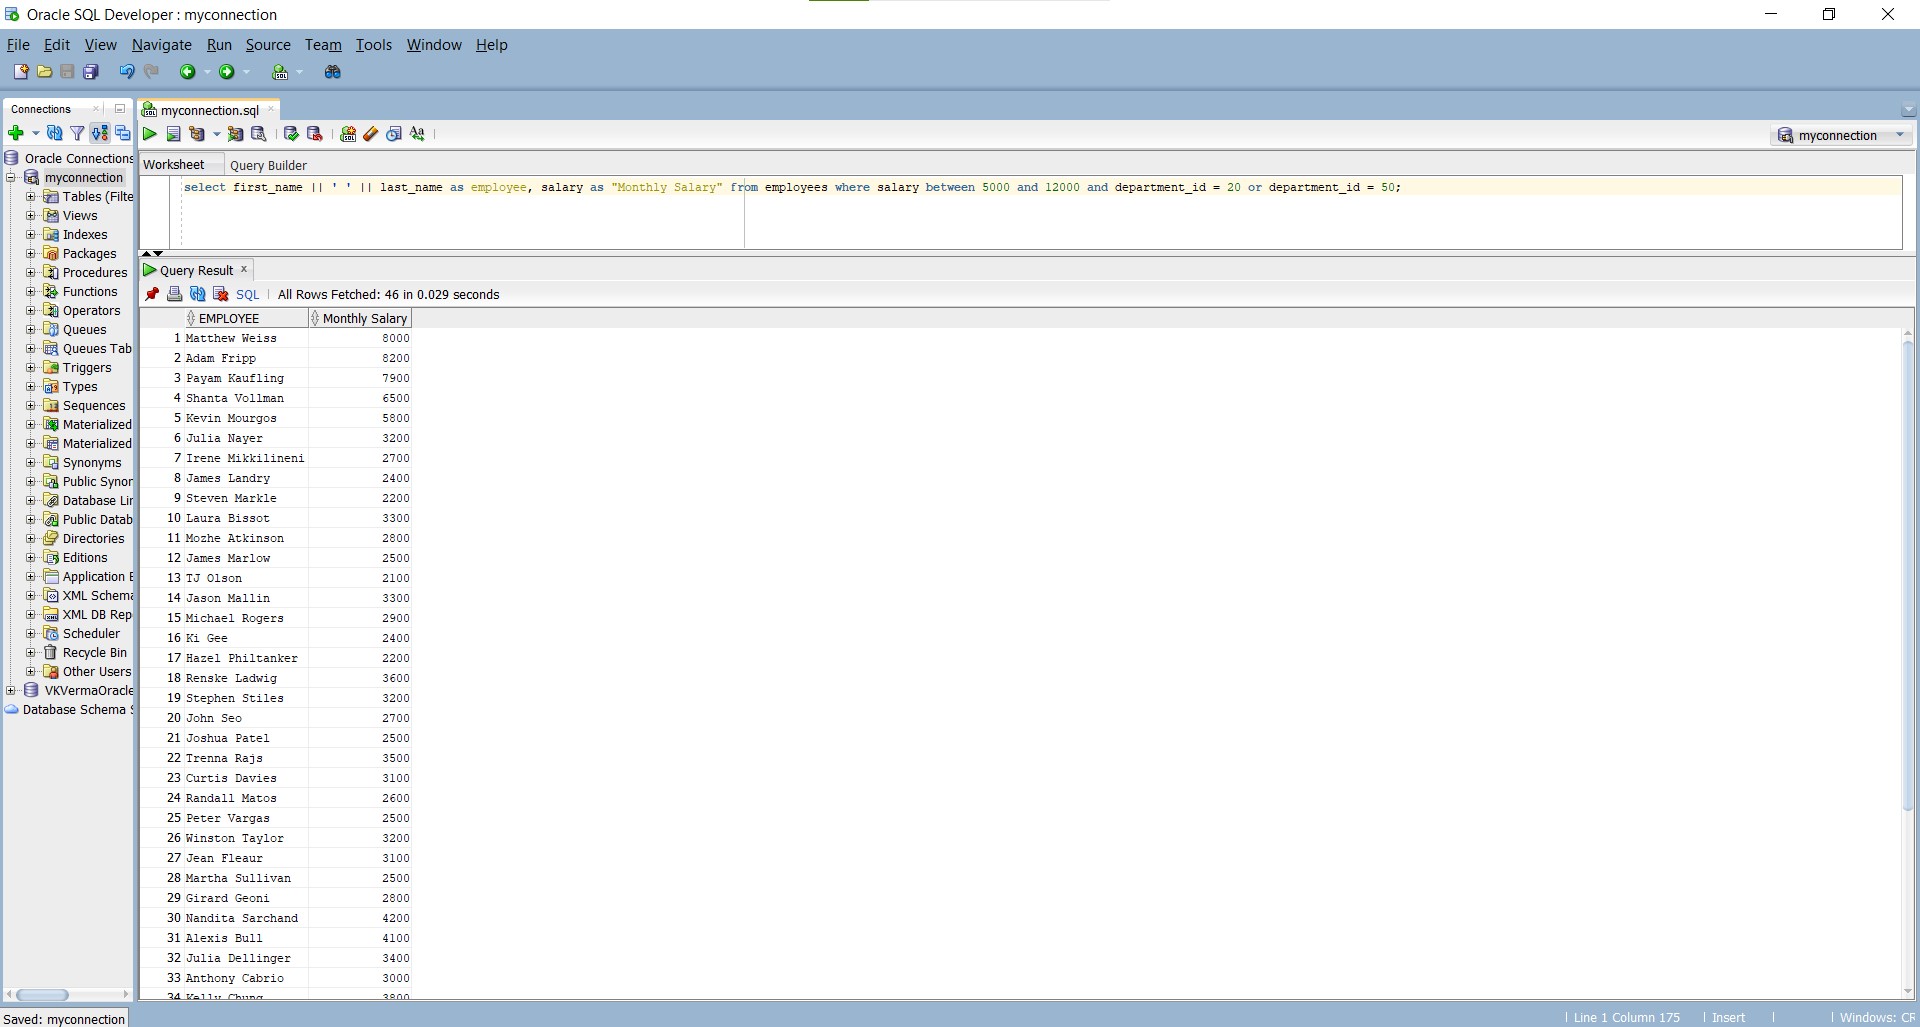 Oracle SQL Developer : myconnection
File Edit View Navigate Run Source Team Tools Window Help
Connections
myconnection.sql
myconnection
Oracle Connections
myconnection
Tables (Filte
Views
Indexes
Packages
Procedures
Functions
Operators
Queues
Queues Tab
Triggers
Types
Sequences
Materialized
Materialized
Synonyms
Public Synon
Database Lin
Public Datab
Directories
Editions
Application E
XML Schema
XML DB Rep
Scheduler
Recycle Bin
Other Users
VKVermaOracle
Database Schema S
Worksheet Query Builder
select first_name || ' ' || last_name as employee, salary as "Monthly Salary" from employees where salary between 5000 and 12000 and department_id = 20 or department_id = 50;
Query Result x
SQL | All Rows Fetched: 46 in 0.029 seconds
EMPLOYEE Monthly Salary
1 Matthew Weiss 8000
2 Adam Fripp 8200
3 Payam Kaufling 7900
4 Shanta Vollman 6500
5 Kevin Mourgos 5800
6 Julia Nayer 3200
7 Irene Mikkilineni 2700
8 James Landry 2400
9 Steven Markle 2200
10 Laura Bissot 3300
11 Mozhe Atkinson 2800
12 James Marlow 2500
13 TJ Olson 2100
14 Jason Mallin 3300
15 Michael Rogers 2900
16 Ki Gee 2400
17 Hazel Philtanker 2200
18 Renske Ladwig 3600
19 Stephen Stiles 3200
20 John Seo 2700
21 Joshua Patel 2500
22 Trenna Rajs 3500
23 Curtis Davies 3100
24 Randall Matos 2600
25 Peter Vargas 2500
26 Winston Taylor 3200
27 Jean Fleaur 3100
28 Martha Sullivan 2500
29 Girard Geoni 2800
30 Nandita Sarchand 4200
31 Alexis Bull 4100
32 Julia Dellinger 3400
33 Anthony Cabrio 3000
34 Kelly Chung 3800
Saved: myconnection
Line 1 Column 175 | Insert | | Windows: CR